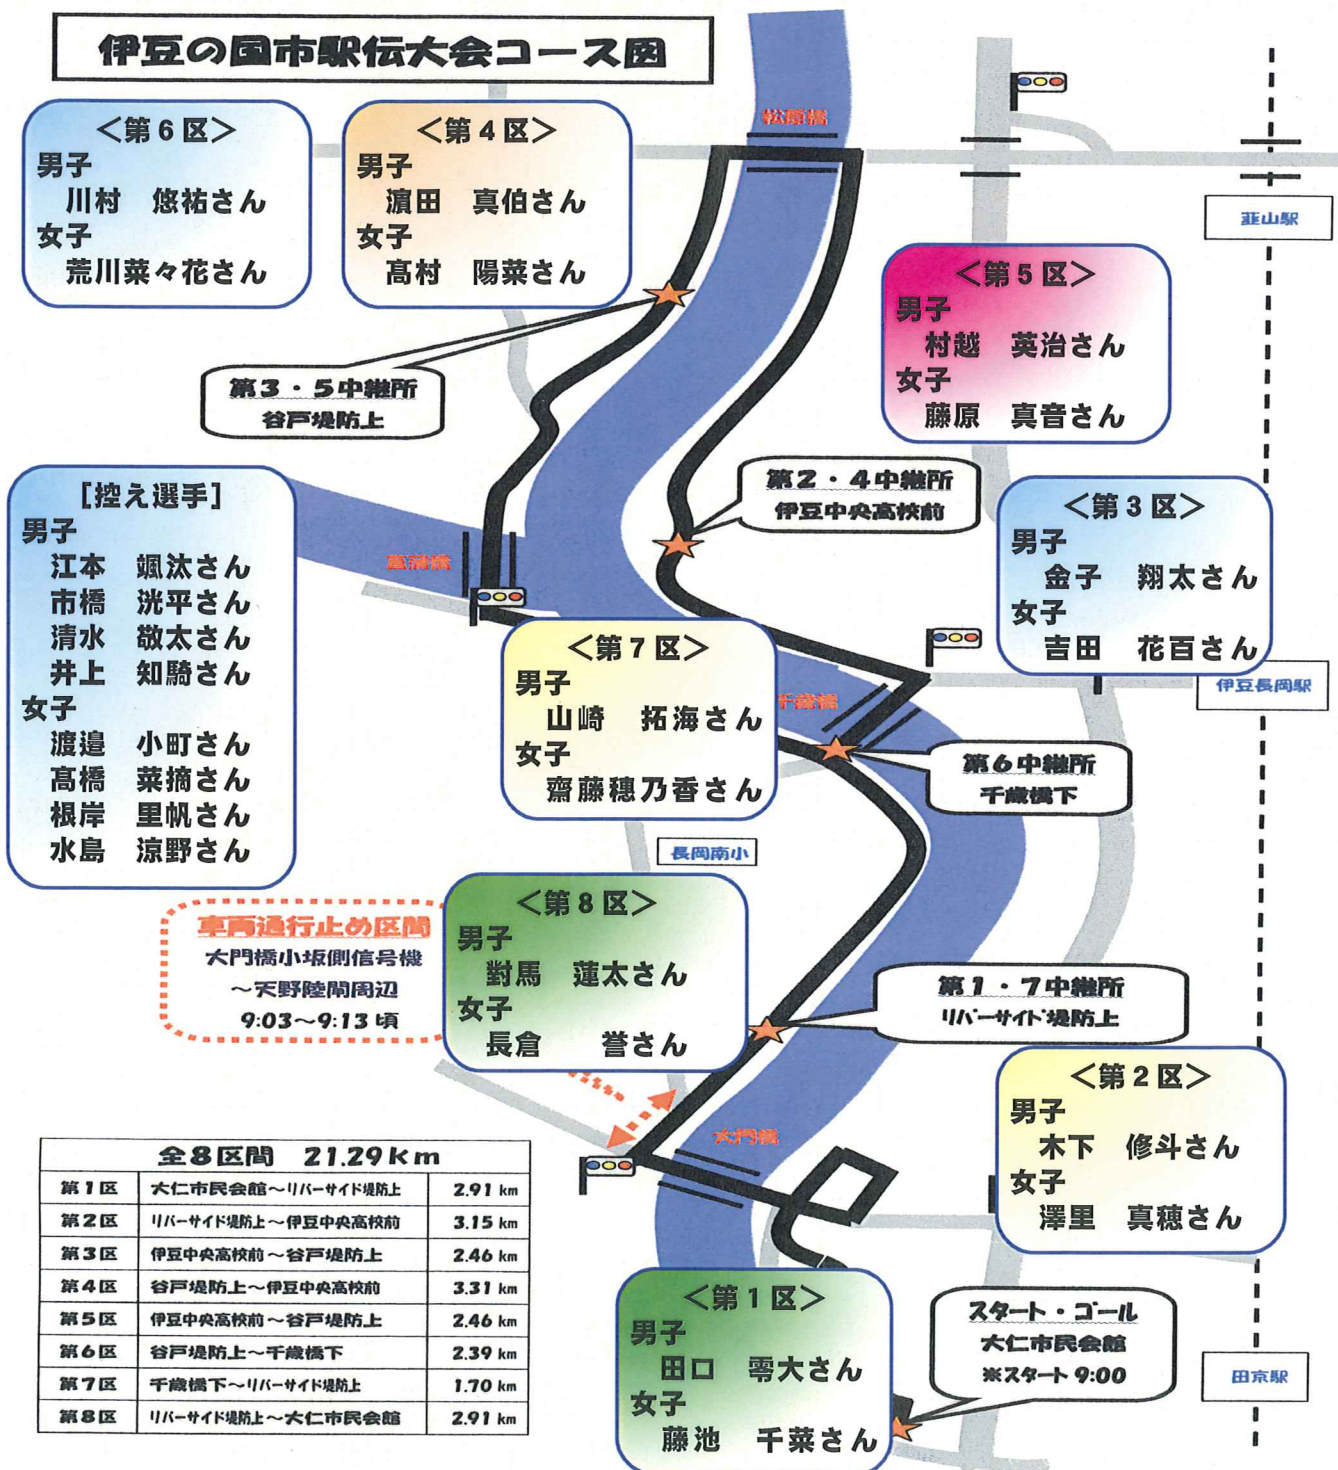 伊豆の国市駅伝大会コース図
松原橋
＜第６区＞
男子
川村　悠祐さん
女子
荒川菜々花さん
＜第４区＞
男子
濵田　真伯さん
女子
髙村　陽菜さん
韮山駅
＜第５区＞
男子
村越　英治さん
女子
藤原　真音さん
第３・５中継所
谷戸堤防上
第２・４中継所
伊豆中央高校前
[控え選手]
男子
江本　颯汰さん
市橋　洸平さん
清水　敬太さん
井上　知騎さん
女子
渡邉　小町さん
髙橋　菜摘さん
根岸　里帆さん
水島　涼野さん
菖蒲橋
＜第３区＞
男子
金子　翔太さん
女子
吉田　花百さん
伊豆長岡駅
＜第７区＞
男子
山崎　拓海さん
女子
齋藤穂乃香さん
千歳橋
第６中継所
千歳橋下
長岡南小
車両通行止め区間
大門橋小坂側信号機
～天野陸閘周辺
9:03～9:13 頃
＜第８区＞
男子
對馬　蓮太さん
女子
長倉　誉さん
第１・７中継所
リバーサイド堤防上
大門橋
＜第２区＞
男子
木下　修斗さん
女子
澤里　真穂さん
全８区間　21.29ｋｍ
第１区　大仁市民会館～リバーサイド堤防上　2.91 km
第２区　リバーサイド堤防上～伊豆中央高校前　3.15 km
第３区　伊豆中央高校前～谷戸堤防上　2.46 km
第４区　谷戸堤防上～伊豆中央高校前　3.31 km
第５区　伊豆中央高校前～谷戸堤防上　2.46 km
第６区　谷戸堤防上～千歳橋下　2.39 km
第７区　千歳橋下～リバーサイド堤防上　1.70 km
第８区　リバーサイド堤防上～大仁市民会館　2.91 km
＜第１区＞
男子
田口　零大さん
女子
藤池　千菜さん
スタート・ゴール
大仁市民会館
※スタート 9:00
田京駅